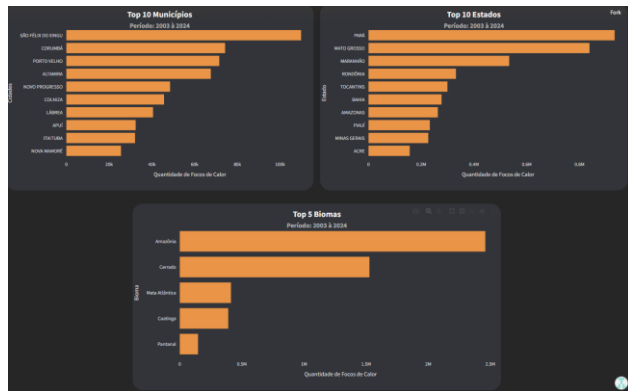 Top 10 Municípios
Período: 2003 à 2024
SÃO FÉLIX DO XINGU
CORUMBÁ
PORTO VELHO
ALTAMIRA
NOVO PROGRESSO
COLNIZA
LÁBREA
APUÍ
ITAITUBA
NOVA MAMORÉ
Cidades
0 20k 40k 60k 80k 100k
Quantidade de Focos de Calor
Top 10 Estados
Fork
Período: 2003 à 2024
PARÁ
MATO GROSSO
MARANHÃO
RONDÔNIA
TOCANTINS
BAHIA
AMAZONAS
PIAUÍ
MINAS GERAIS
ACRE
Estado
0 0.2M 0.4M 0.6M 0.8M
Quantidade de Focos de Calor
Top 5 Biomas
Período: 2003 à 2024
Amazônia
Cerrado
Mata Atlântica
Caatinga
Pantanal
Bioma
0 0.5M 1M 1.5M 2M 2.5M
Quantidade de Focos de Calor